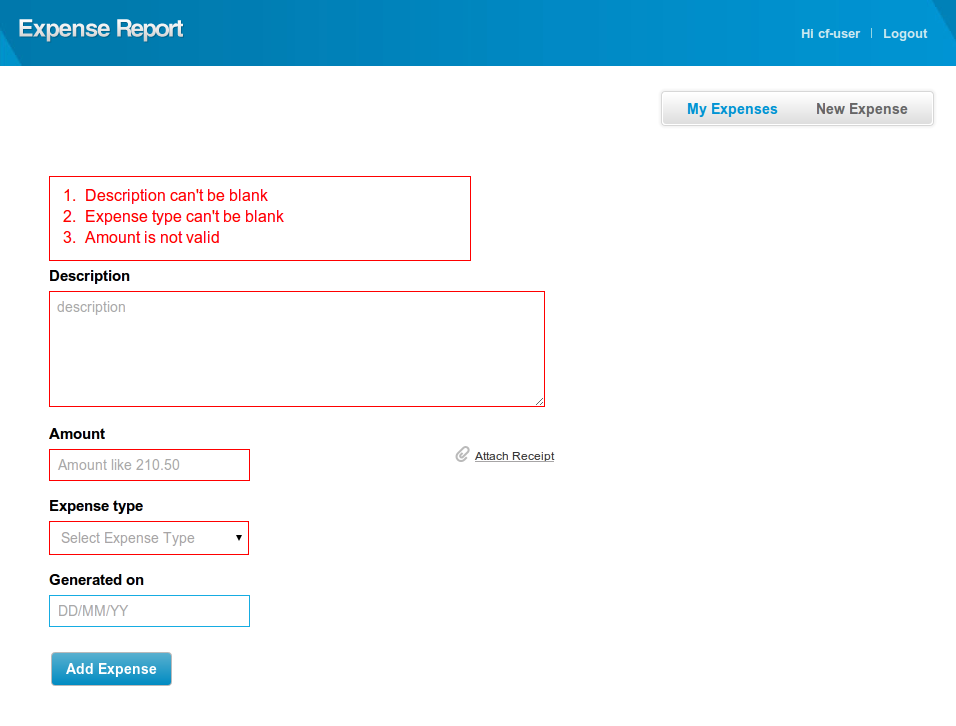 Expense Report
Hi cf-user | Logout
My Expenses New Expense
1. Description can't be blank
2. Expense type can't be blank
3. Amount is not valid
Description
description
Amount
Attach Receipt
Amount like 210.50
Expense type
Select Expense Type
Generated on
DD/MM/YY
Add Expense